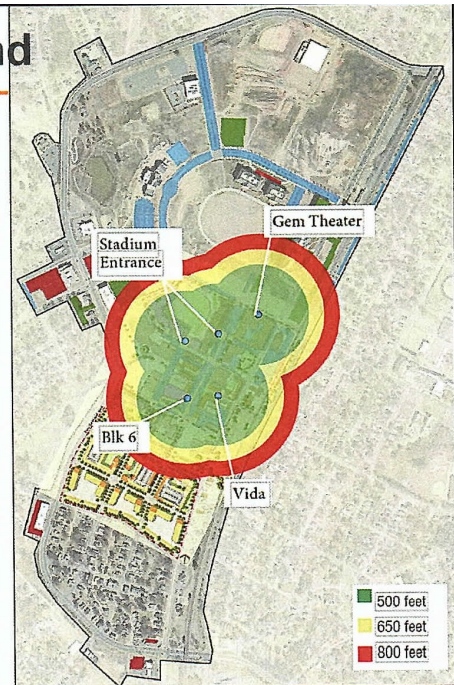 Gem Theater
Stadium
Entrance
Blk 6
Vida
500 feet
650 feet
800 feet